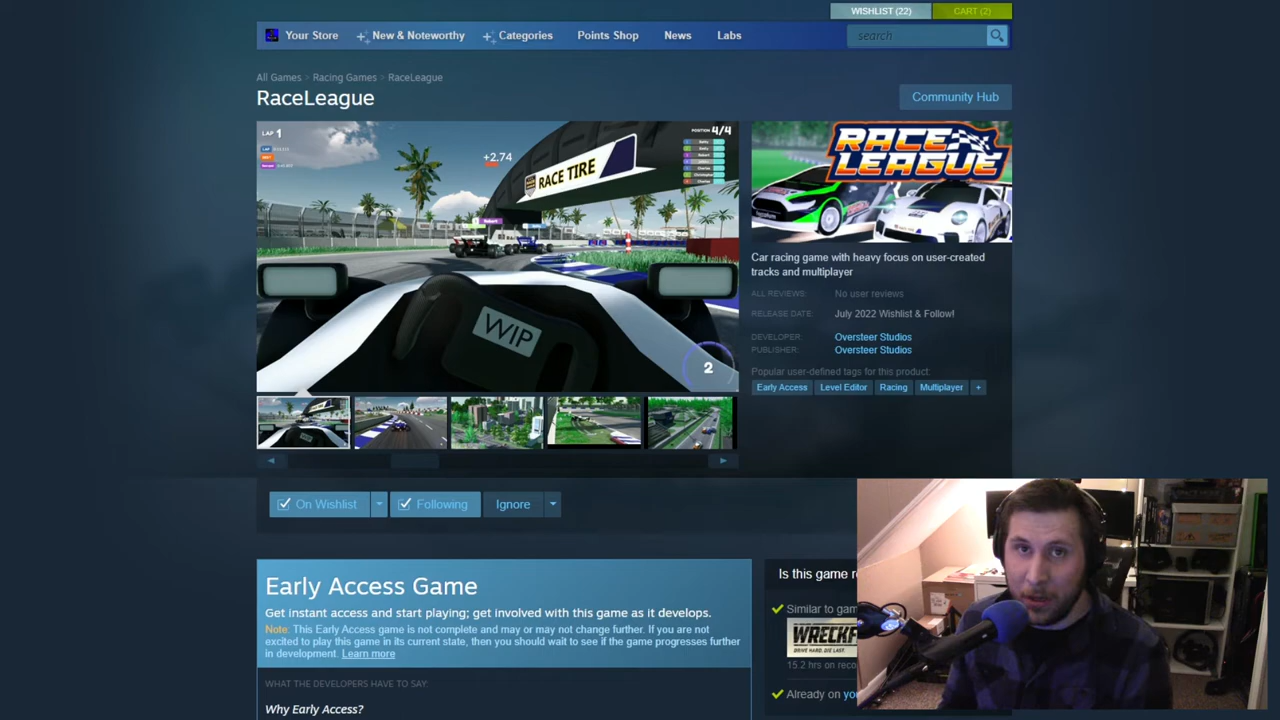 WISHLIST (22)
CART (2)
Your Store
New & Noteworthy
Categories
Points Shop
News
Labs
search
All Games > Racing Games > RaceLeague
RaceLeague
Community Hub
LAP 1
+2.74
POSITION 4/4
RACE TIRE
WIP
2
RACE
LEAGUE
Car racing game with heavy focus on user-created
tracks and multiplayer
ALL REVIEWS: No user reviews
RELEASE DATE: July 2022 Wishlist & Follow!
DEVELOPER: Oversteer Studios
PUBLISHER: Oversteer Studios
Popular user-defined tags for this product:
Early Access
Level Editor
Racing
Multiplayer
+
On Wishlist
Following
Ignore
Early Access Game
Get instant access and start playing; get involved with this game as it develops.
Note: This Early Access game is not complete and may or may not change further. If you are not
excited to play this game in its current state, then you should wait to see if the game progresses further
in development. Learn more
WHAT THE DEVELOPERS HAVE TO SAY:
Why Early Access?
Is this game r
Similar to gam
WRECKF
DRIVE HARD. DIE LAST.
15.2 hrs on reco
Already on yo